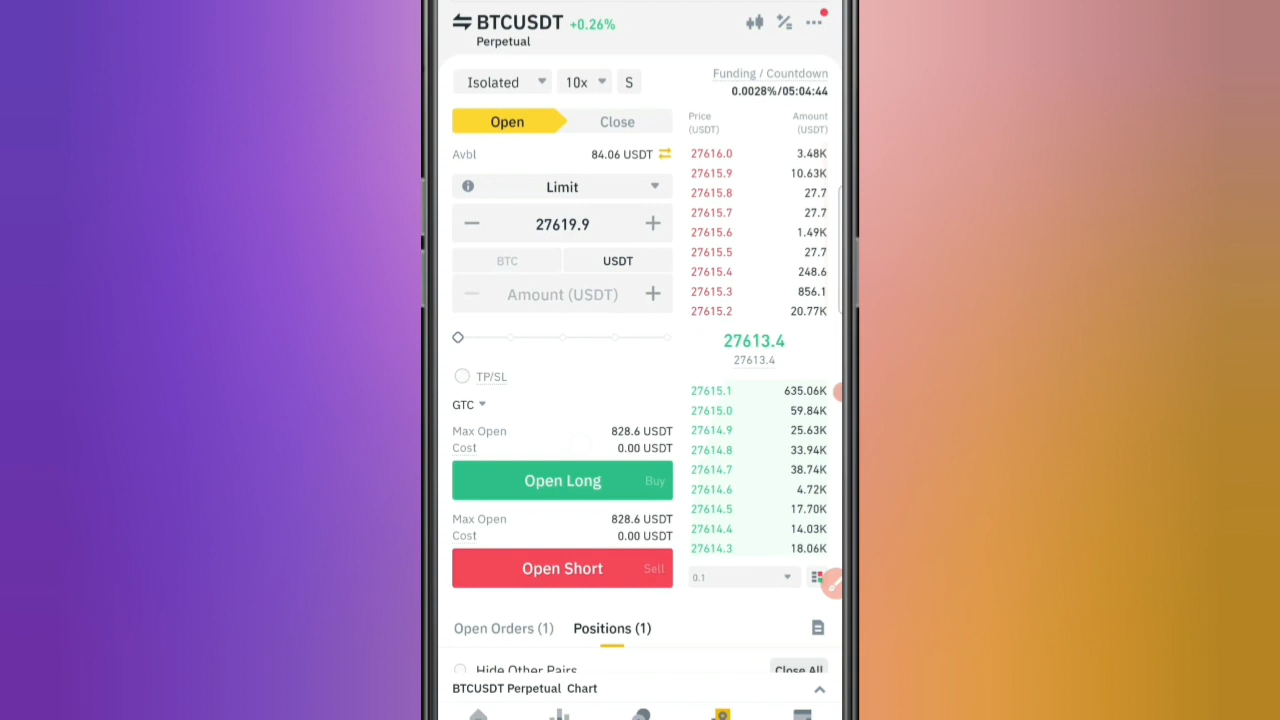 BTCUSDT +0.26%
Perpetual
Isolated 10x S
Funding / Countdown
0.0028%/05:04:44
Open Close
Avbl 84.06 USDT
Limit
27619.9
BTC USDT
Amount (USDT)
TP/SL
GTC
Max Open 828.6 USDT
Cost 0.00 USDT
Open Long Buy
Max Open 828.6 USDT
Cost 0.00 USDT
Open Short Sell
Price Amount
(USDT) (USDT)
27616.0 3.48K
27615.9 10.63K
27615.8 27.7
27615.7 27.7
27615.6 1.49K
27615.5 27.7
27615.4 248.6
27615.3 856.1
27615.2 20.77K
27613.4
27613.4
27615.1 635.06K
27615.0 59.84K
27614.9 25.63K
27614.8 33.94K
27614.7 38.74K
27614.6 4.72K
27614.5 17.70K
27614.4 14.03K
27614.3 18.06K
0.1
Open Orders (1) Positions (1)
Hide Other Pairs Close All
BTCUSDT Perpetual Chart